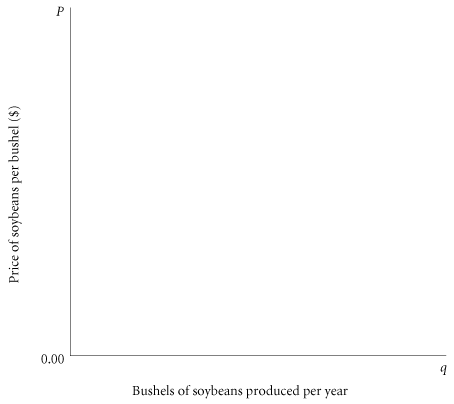 P
Price of soybeans per bushel ($)
0.00
q
Bushels of soybeans produced per year